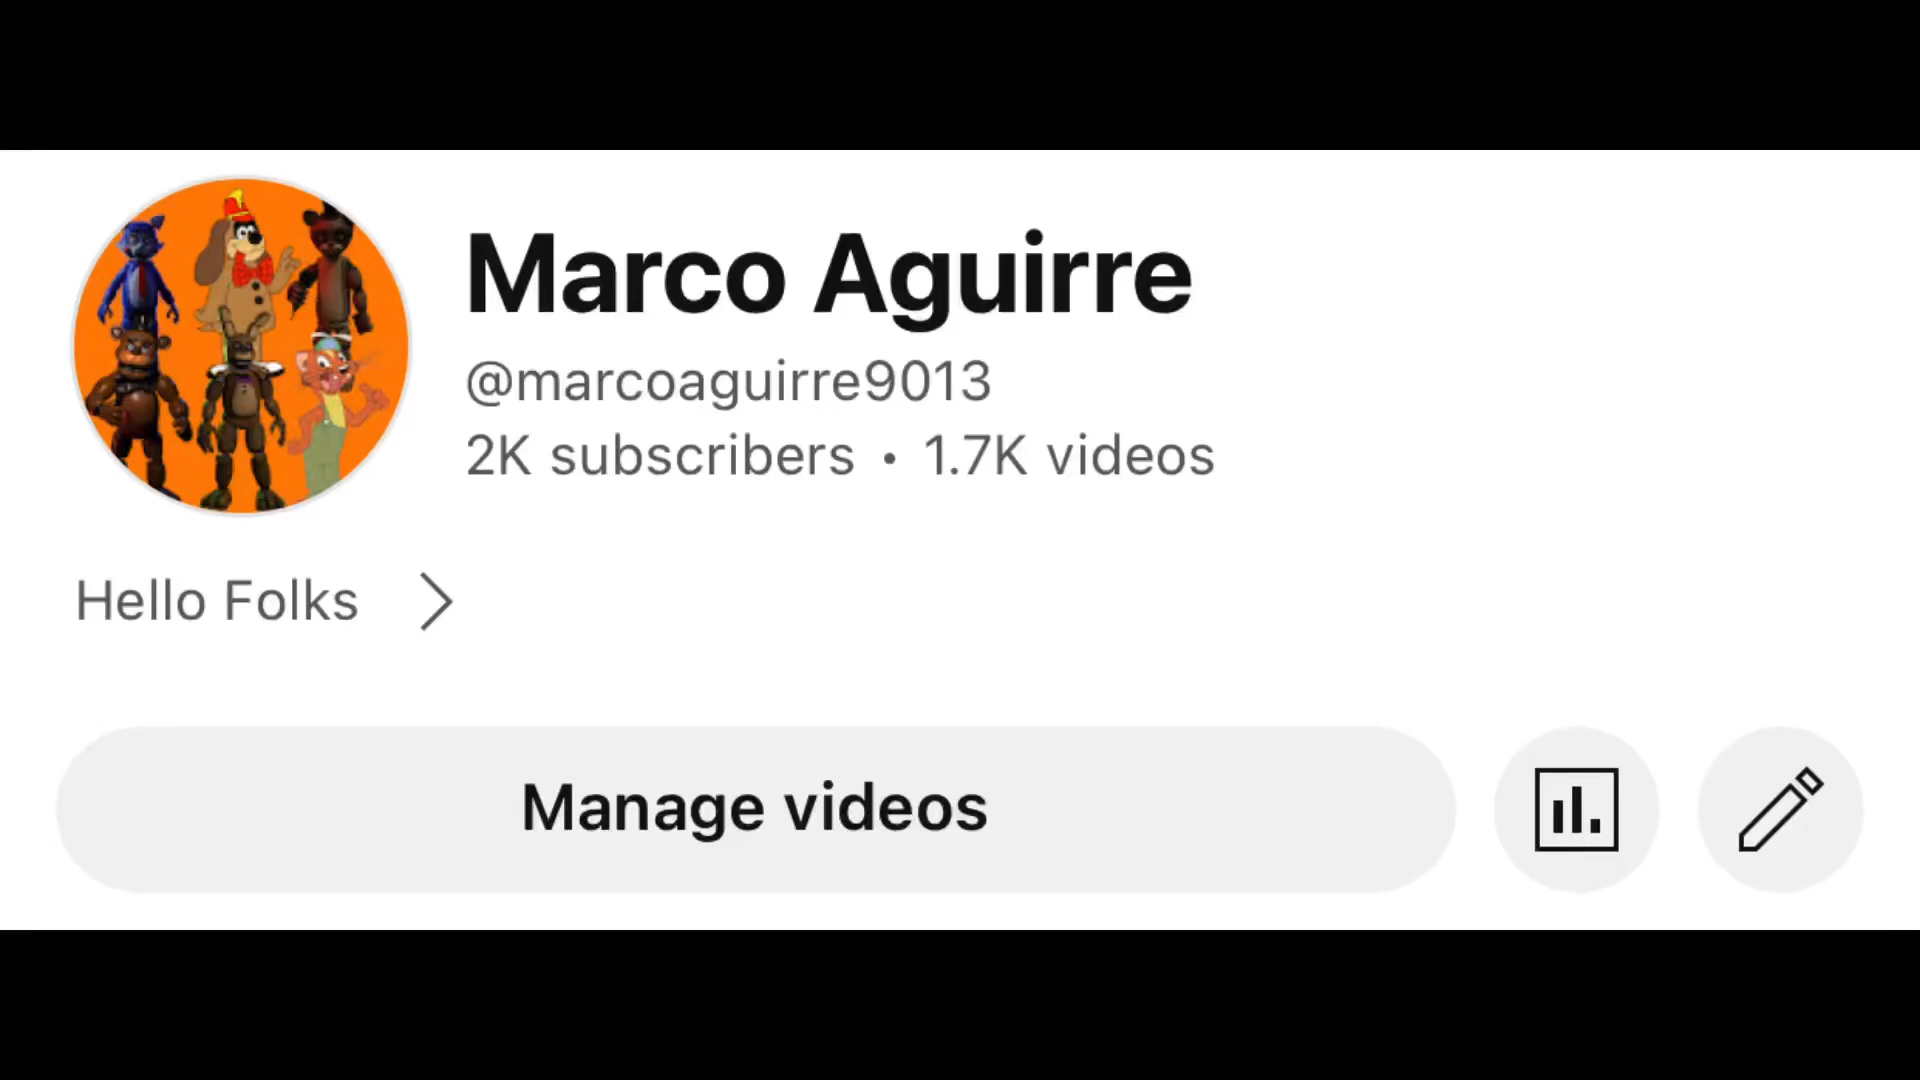 Marco Aguirre
@marcoaguirre9013
2K subscribers • 1.7K videos
Hello Folks
Manage videos